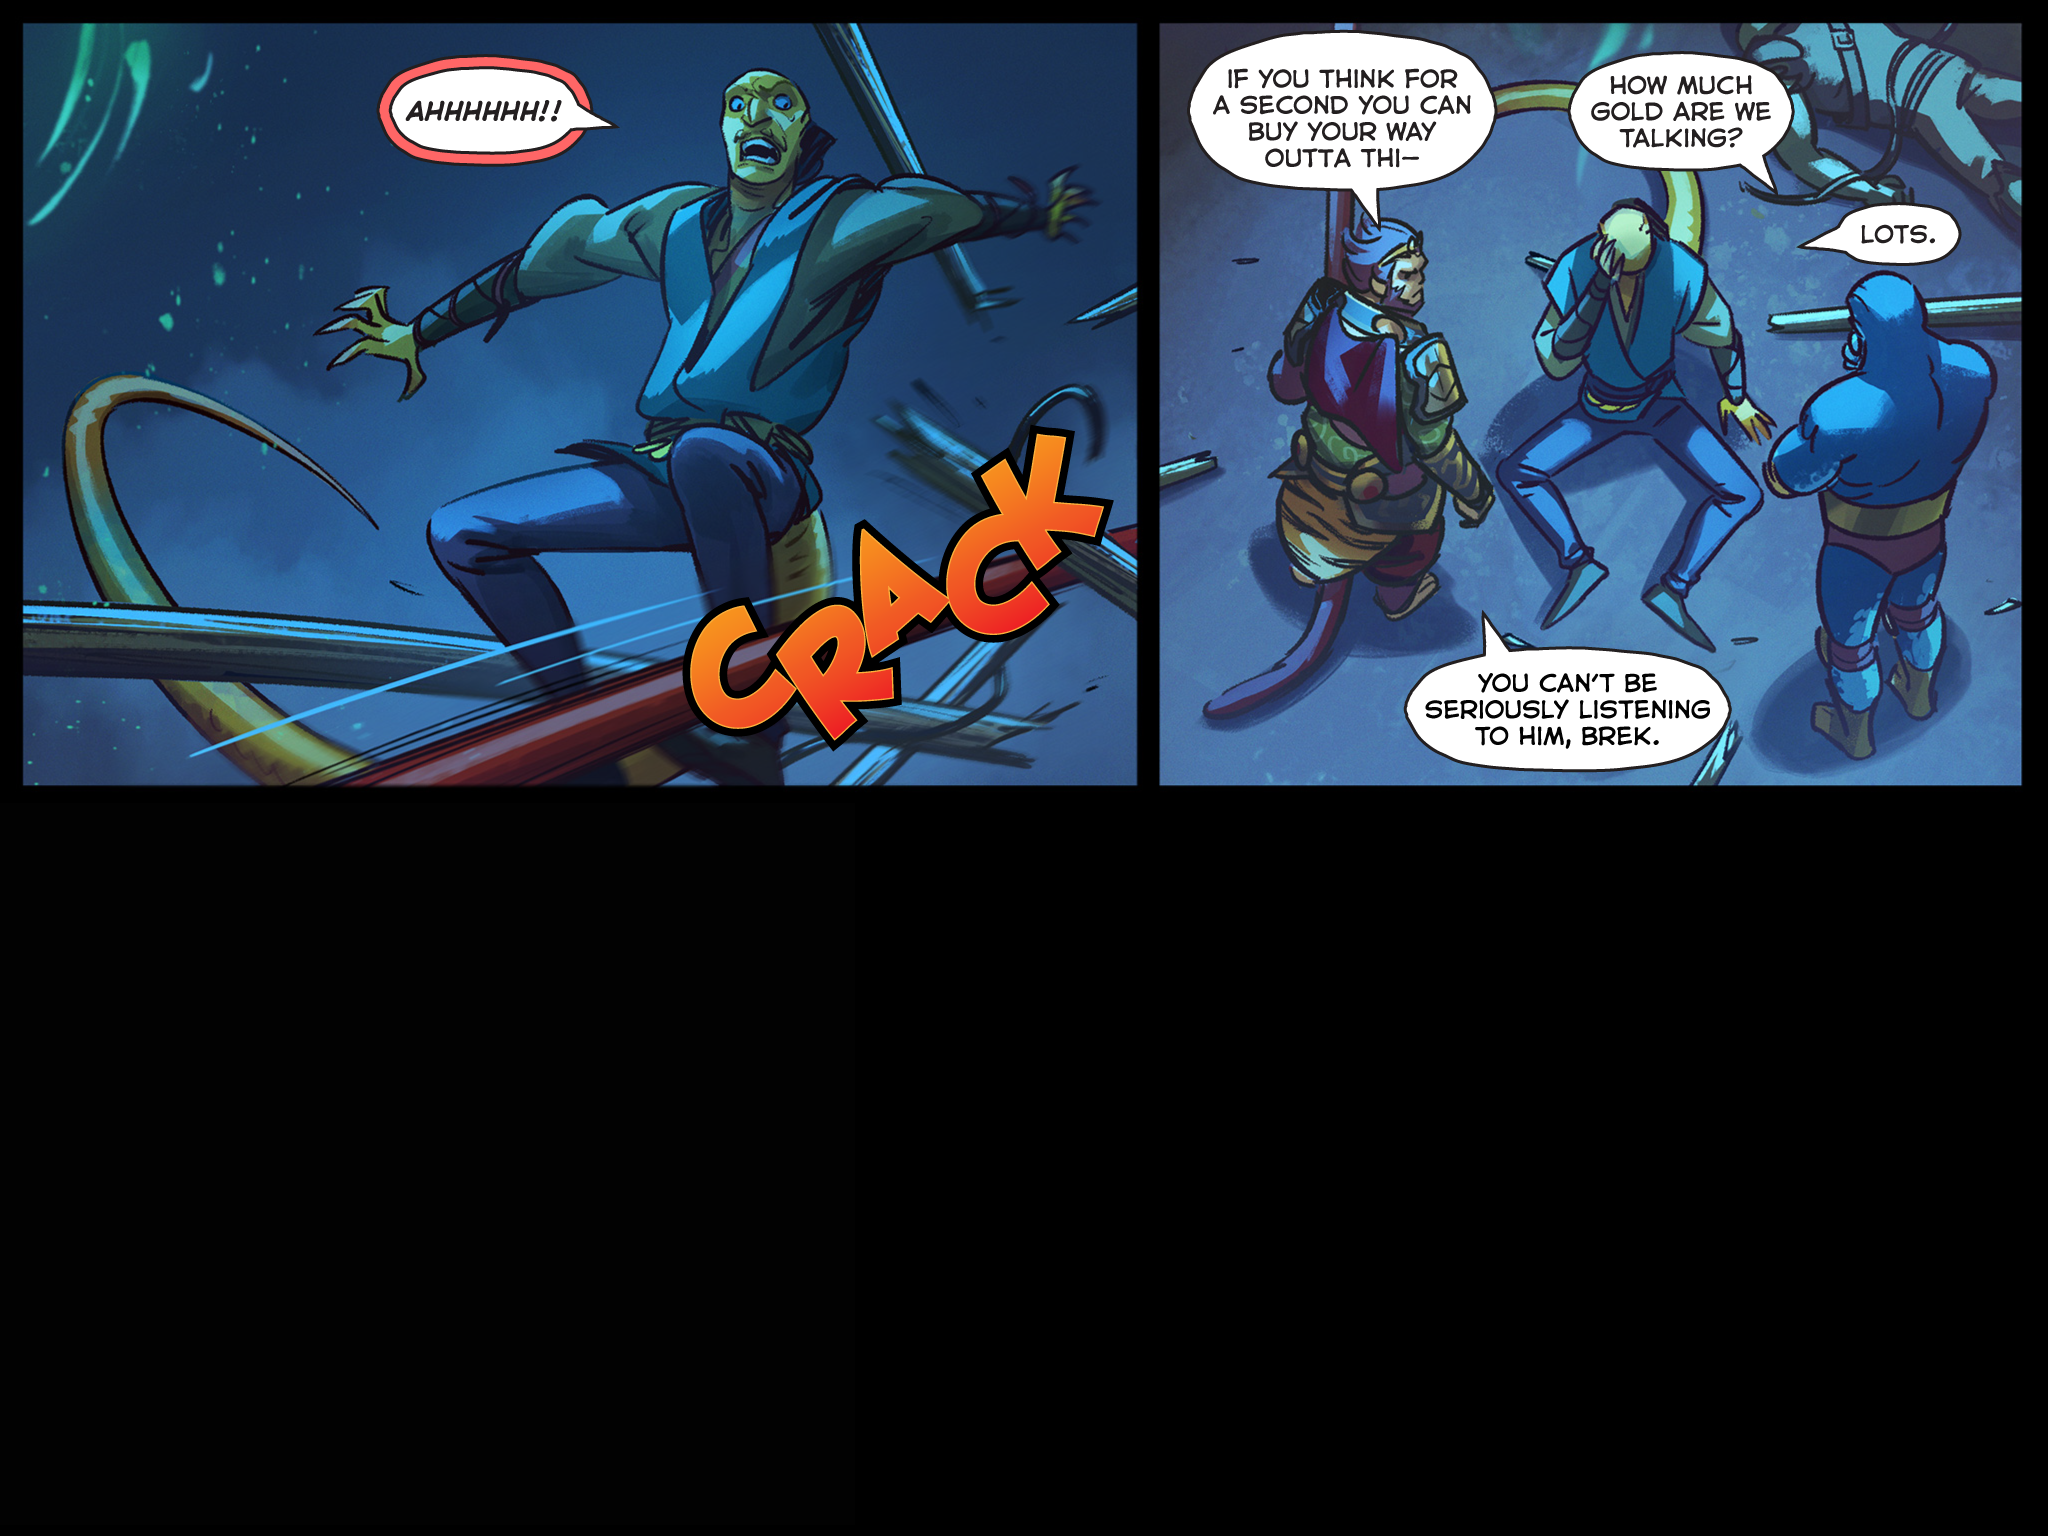 AHHHHHH!!
CRACK
IF YOU THINK FOR
A SECOND YOU CAN
BUY YOUR WAY
OUTTA THI—
HOW MUCH
GOLD ARE WE
TALKING?
LOTS.
YOU CAN'T BE
SERIOUSLY LISTENING
TO HIM, BREK.